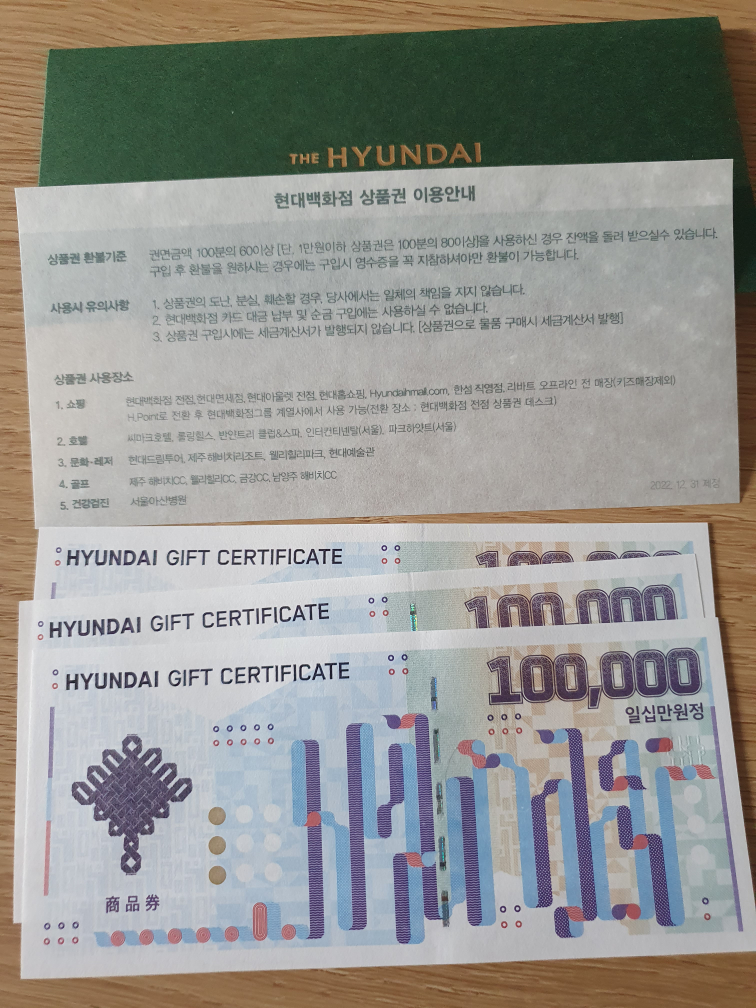 THE HYUNDAI
현대백화점 상품권 이용안내
상품권 환불기준 권면금액 100분의 60이상 [단, 1만원이하 상품권은 100분의 80이상]을 사용하신 경우 잔액을 돌려 받으실수 있습니다.
구입 후 환불을 원하시는 경우에는 구입시 영수증을 꼭 지참하셔야만 환불이 가능합니다.
사용시 유의사항 1. 상품권의 도난, 분실, 훼손할 경우, 당사에서는 일체의 책임을 지지 않습니다.
2. 현대백화점 카드 대금 납부 및 순금 구입에는 사용하실 수 없습니다.
3. 상품권 구입시에는 세금계산서가 발행되지 않습니다. [상품권으로 물품 구매시 세금계산서 발행]
상품권 사용장소
1. 쇼핑 현대백화점 전점,현대면세점,현대아울렛 전점, 현대홈쇼핑, Hyundaihmall.com, 한섬 직영점, 리바트 오프라인 전 매장(키즈매장제외)
H.Point로 전환 후 현대백화점그룹 계열사에서 사용 가능(전환 장소 : 현대백화점 전점 상품권 데스크)
2. 호텔 씨마크호텔, 롤링힐스, 반얀트리 클럽&스파, 인터컨티넨탈(서울), 파크하얏트(서울)
3. 문화·레저 현대드림투어, 제주 해비치리조트, 웰리힐리파크, 현대예술관
4. 골프 제주 해비치CC, 웰리힐리CC, 금강CC, 남양주 해비치CC
5. 건강검진 서울아산병원
2022. 12. 31 제정
HYUNDAI GIFT CERTIFICATE 100,000
HYUNDAI GIFT CERTIFICATE 100,000
HYUNDAI GIFT CERTIFICATE 100,000
일십만원정
商品券